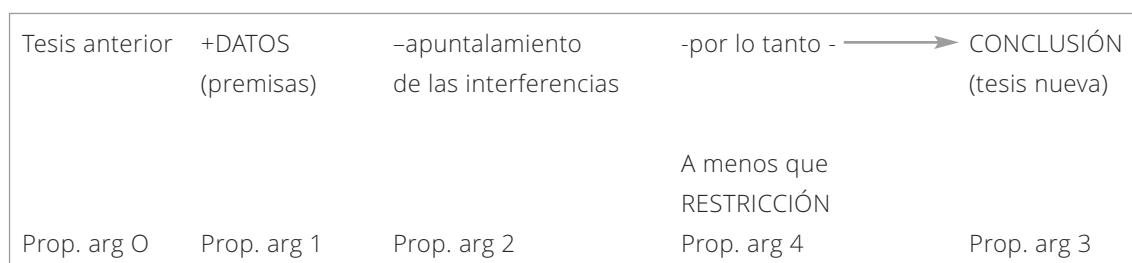 Tesis anterior +DATOS –apuntalamiento -por lo tanto - CONCLUSIÓN
(premisas) de las interferencias (tesis nueva)
A menos que
RESTRICCIÓN
Prop. arg O Prop. arg 1 Prop. arg 2 Prop. arg 4 Prop. arg 3